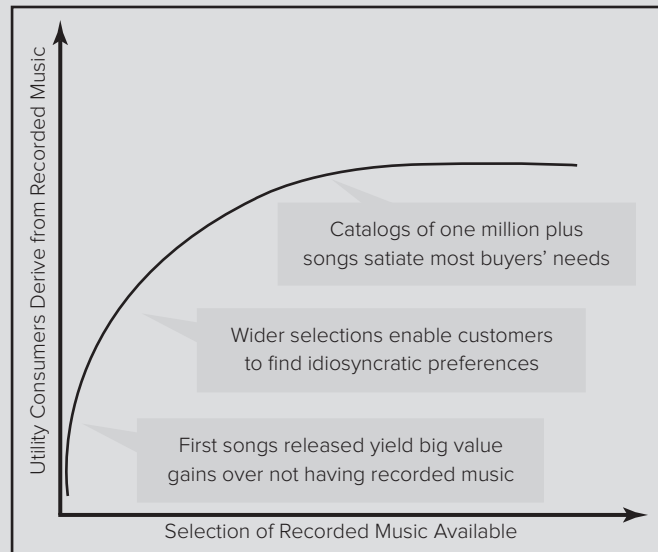 Utility Consumers Derive from Recorded Music
Catalogs of one million plus
songs satiate most buyers’ needs
Wider selections enable customers
to find idiosyncratic preferences
First songs released yield big value
gains over not having recorded music
Selection of Recorded Music Available